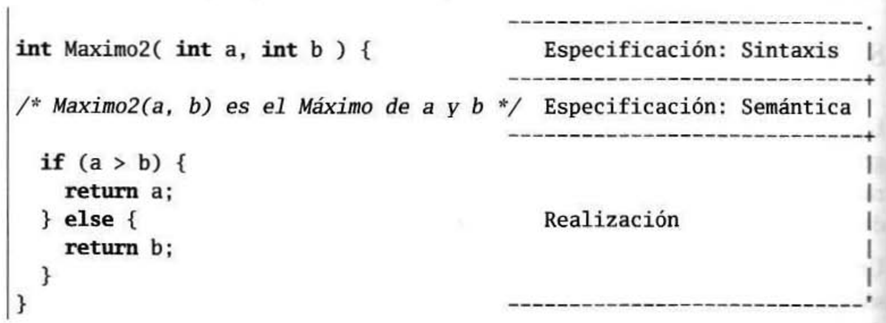 int Maximo2( int a, int b ) { Especificación: Sintaxis
/* Maximo2(a, b) es el Máximo de a y b */ Especificación: Semántica
if (a > b) {
return a;
} else { Realización
return b;
}
}